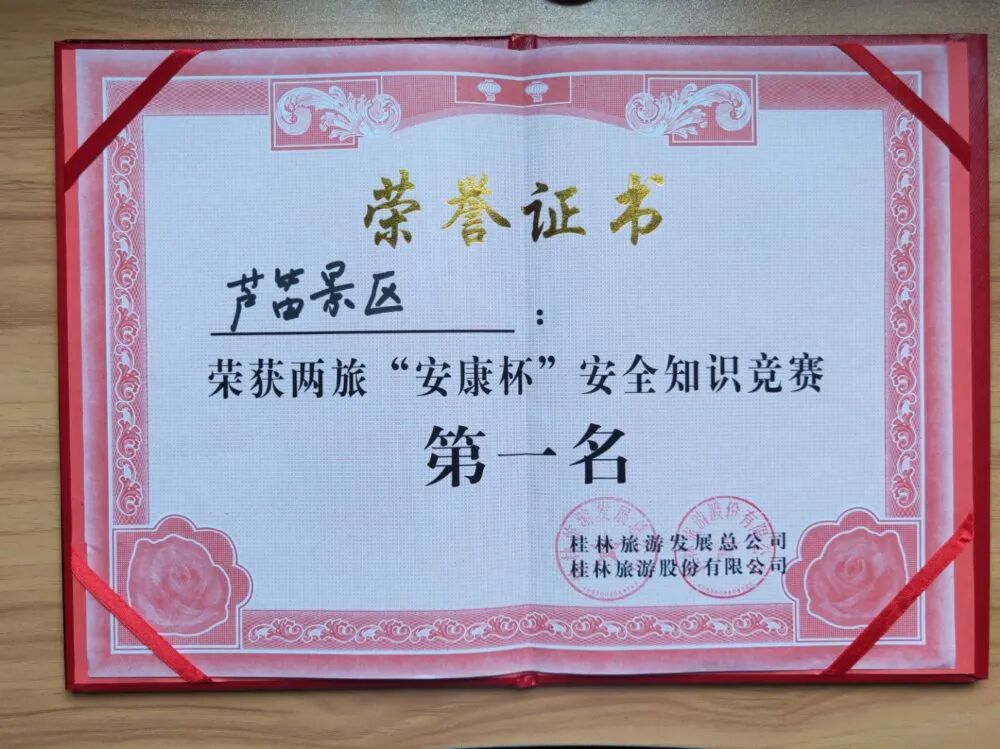 荣誉证书
芦笛景区：
荣获两旅“安康杯”安全知识竞赛
第一名
桂林旅游发展总公司
桂林旅游股份有限公司